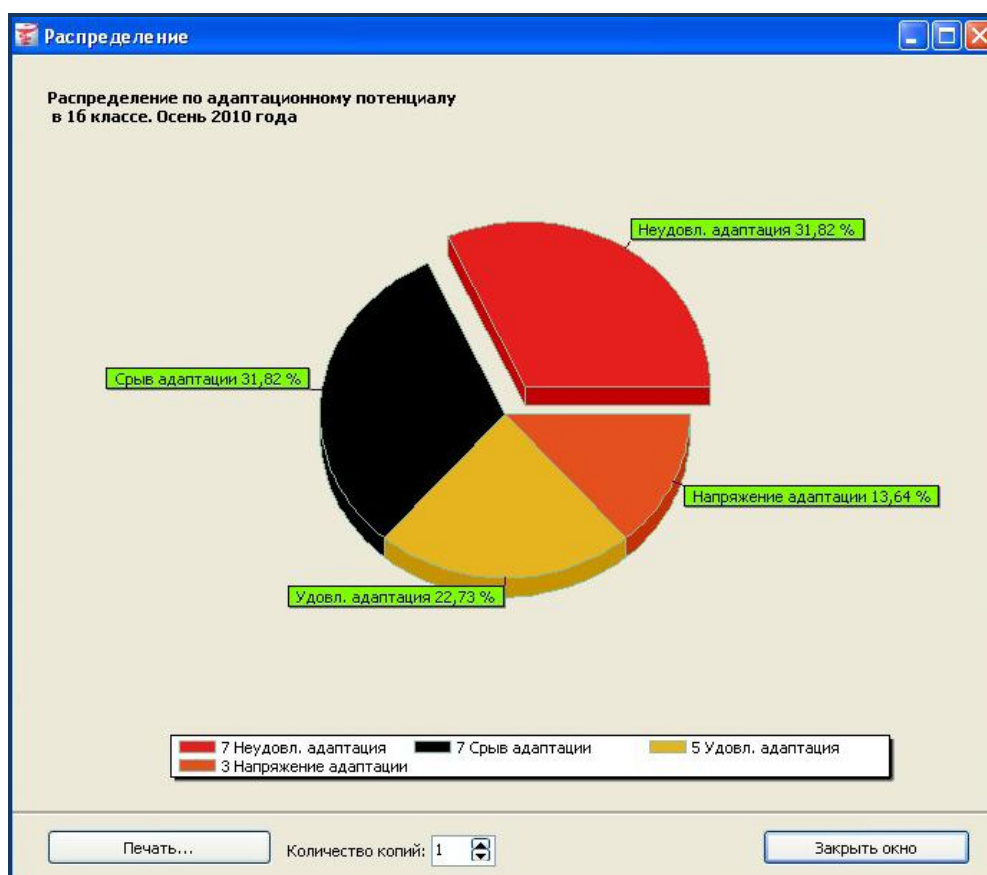 Распределение
Распределение по адаптационному потенциалу
в 1б классе. Осень 2010 года
Неудовл. адаптация 31,82 %
Срыв адаптации 31,82 %
Напряжение адаптации 13,64 %
Удовл. адаптация 22,73 %
7 Неудовл. адаптация 7 Срыв адаптации 5 Удовл. адаптация
3 Напряжение адаптации
Печать... Количество копий: 1 Закрыть окно